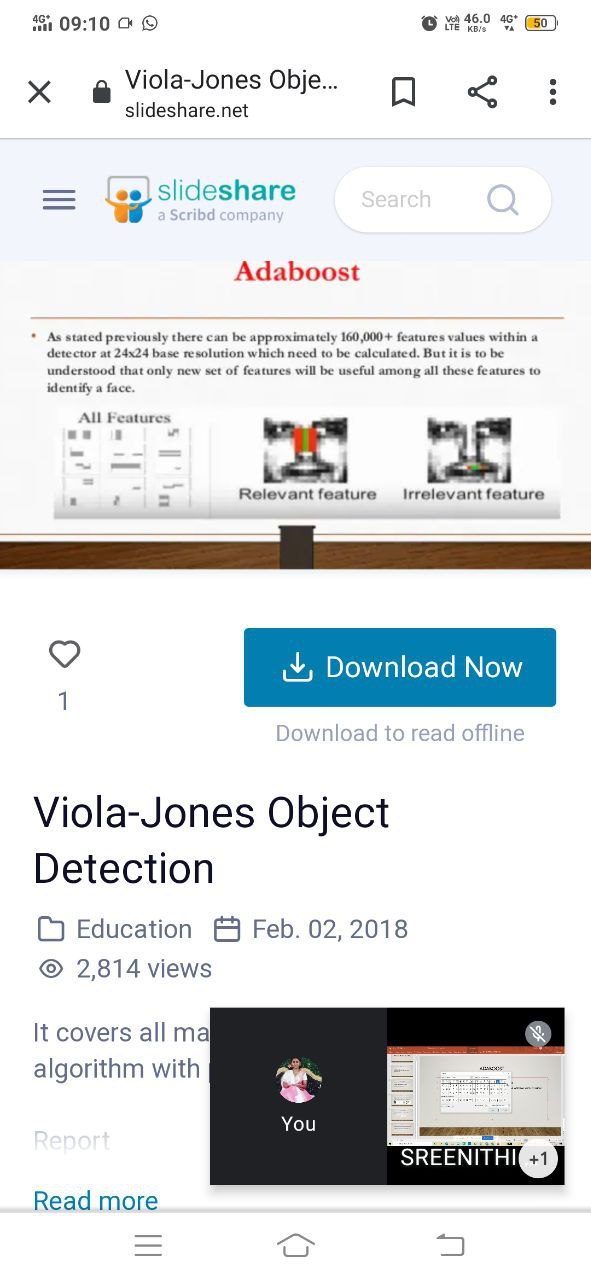 4G+ 09:10
Vo) LTE 46.0 KB/s 4G+ 50
Viola-Jones Obje...
slideshare.net
slideshare
a Scribd company
Search
Adaboost
• As stated previously there can be approximately 160,000+ features values within a
detector at 24x24 base resolution which need to be calculated. But it is to be
understood that only new set of features will be useful among all these features to
identify a face.
All Features
Relevant feature Irrelevant feature
1
Download Now
Download to read offline
Viola-Jones Object
Detection
Education Feb. 02, 2018
2,814 views
It covers all ma
algorithm with
Report
Read more
You
ADABOOST
SREENITHI
+1